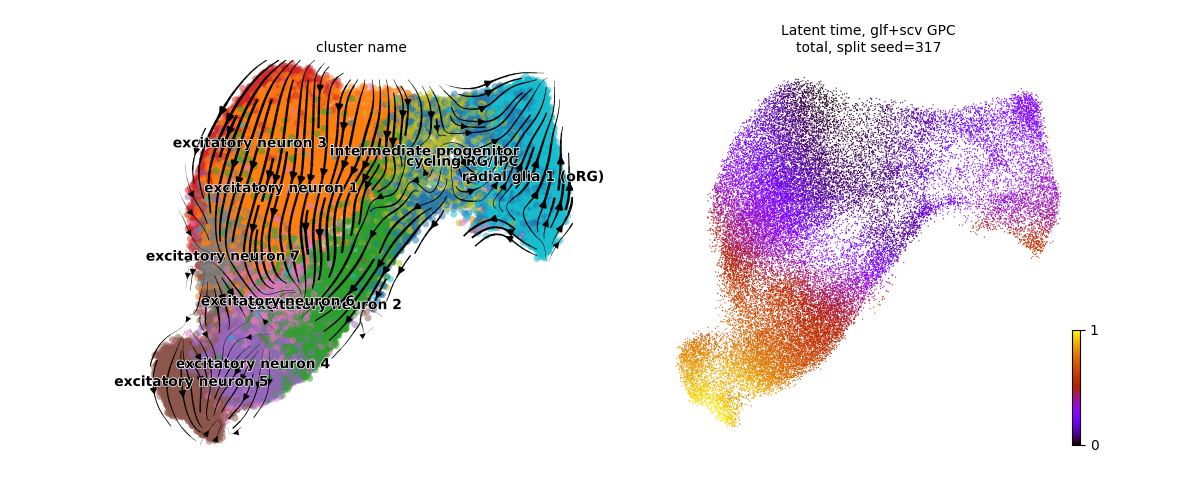 cluster name
excitatory neuron 3
intermediate progenitor
cycling RG/IPC
radial glia 1 (oRG)
excitatory neuron 1
excitatory neuron 7
excitatory neuron 6
excitatory neuron 2
excitatory neuron 4
excitatory neuron 5
Latent time, glf+scv GPC
total, split seed=317
1
0